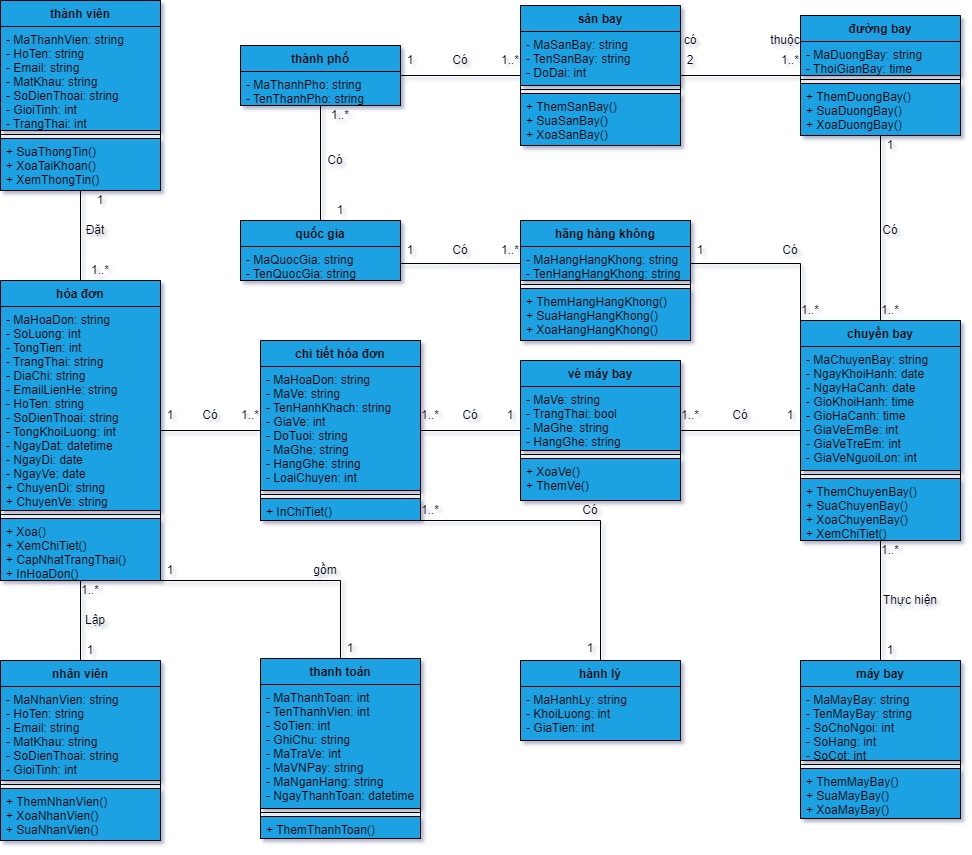 thành viên
- MaThanhVien: string
- HoTen: string
- Email: string
- MatKhau: string
- SoDienThoai: string
- GioiTinh: int
- TrangThai: int
+ SuaThongTin()
+ XoaTaiKhoan()
+ XemThongTin()
1
Đặt
1..*
thành phố
- MaThanhPho: string
- TenThanhPho: string
1
Có
1..*
sân bay
- MaSanBay: string
- TenSanBay: string
- DoDai: int
+ ThemSanBay()
+ SuaSanBay()
+ XoaSanBay()
có
2
thuộc
1..*
đường bay
- MaDuongBay: string
- ThoiGianBay: time
+ ThemDuongBay()
+ SuaDuongBay()
+ XoaDuongBay()
1..*
Có
1
1
Có
1..*
quốc gia
- MaQuocGia: string
- TenQuocGia: string
1
Có
1..*
hãng hàng không
- MaHangHangKhong: string
- TenHangHangKhong: string
+ ThemHangHangKhong()
+ SuaHangHangKhong()
+ XoaHangHangKhong()
1
Có
1..*
hóa đơn
- MaHoaDon: string
- SoLuong: int
- TongTien: int
- TrangThai: string
- DiaChi: string
- EmailLienHe: string
- HoTen: string
- SoDienThoai: string
- TongKhoiLuong: int
- NgayDat: datetime
- NgayDi: date
- NgayVe: date
+ ChuyenDi: string
+ ChuyenVe: string
+ Xoa()
+ XemChiTiet()
+ CapNhatTrangThai()
+ InHoaDon()
1
Có
1..*
chi tiết hóa đơn
- MaHoaDon: string
- MaVe: string
- TenHanhKhach: string
- GiaVe: int
- DoTuoi: string
- MaGhe: string
- HangGhe: string
- LoaiChuyen: int
+ InChiTiet()
1..*
Có
1
vé máy bay
- MaVe: string
- TrangThai: bool
- MaGhe: string
- HangGhe: string
+ XoaVe()
+ ThemVe()
1..*
Có
1
chuyến bay
- MaChuyenBay: string
- NgayKhoiHanh: date
- NgayHaCanh: date
- GioKhoiHanh: time
- GioHaCanh: time
- GiaVeEmBe: int
- GiaVeTreEm: int
- GiaVeNguoiLon: int
+ ThemChuyenBay()
+ SuaChuyenBay()
+ XoaChuyenBay()
+ XemChiTiet()
1..*
Có
1
1..*
Thực hiện
1
1
gồm
1
1..*
Lập
1
nhân viên
- MaNhanVien: string
- HoTen: string
- Email: string
- MatKhau: string
- SoDienThoai: string
- GioiTinh: int
+ ThemNhanVien()
+ XoaNhanVien()
+ SuaNhanVien()
thanh toán
- MaThanhToan: int
- TenThanhVien: int
- SoTien: int
- GhiChu: string
- MaTraVe: int
- MaVNPay: string
- MaNganHang: string
- NgayThanhToan: datetime
+ ThemThanhToan()
hành lý
- MaHanhLy: string
- KhoiLuong: int
- GiaTien: int
máy bay
- MaMayBay: string
- TenMayBay: string
- SoChoNgoi: int
- SoHang: int
- SoCot: int
+ ThemMayBay()
+ SuaMayBay()
+ XoaMayBay()